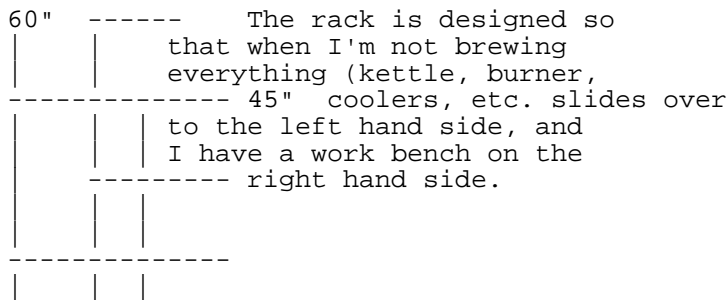 60"  ------    The rack is designed so
|    |    that when I'm not brewing
|    |    everything (kettle, burner,
-------------- 45"  coolers, etc. slides over
|    |  | to the left hand side, and
|    |  | I have a work bench on the
|    --------- right hand side.
|    |  |
|    |  |
--------------
|    |  |